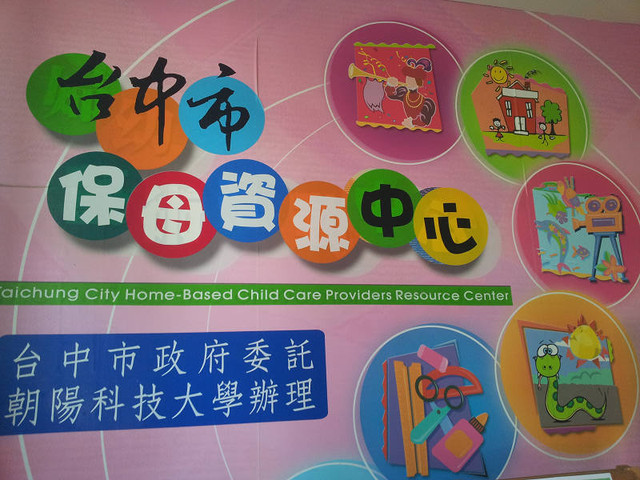 台中市
保母資源中心
Taichung City Home-Based Child Care Providers Resource Center
台中市政府委託
朝陽科技大學辦理